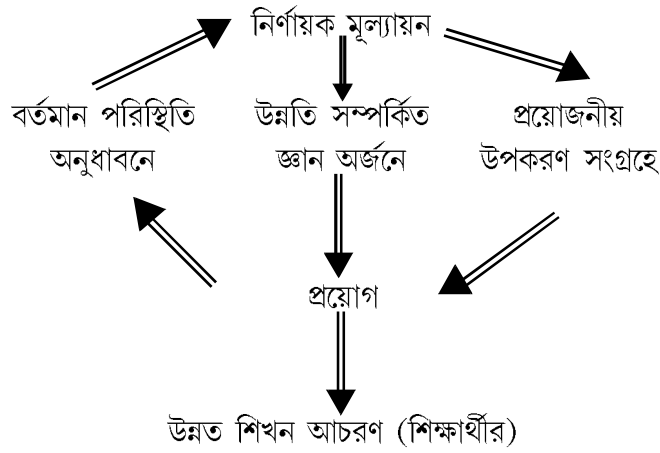 নির্ণায়ক মূল্যায়ন
বর্তমান পরিস্থিতি
অনুধাবনে
উন্নতি সম্পর্কিত
জ্ঞান অর্জনে
প্রয়োজনীয়
উপকরণ সংগ্রহে
প্রয়োগ
উন্নত শিখন আচরণ (শিক্ষার্থীর)